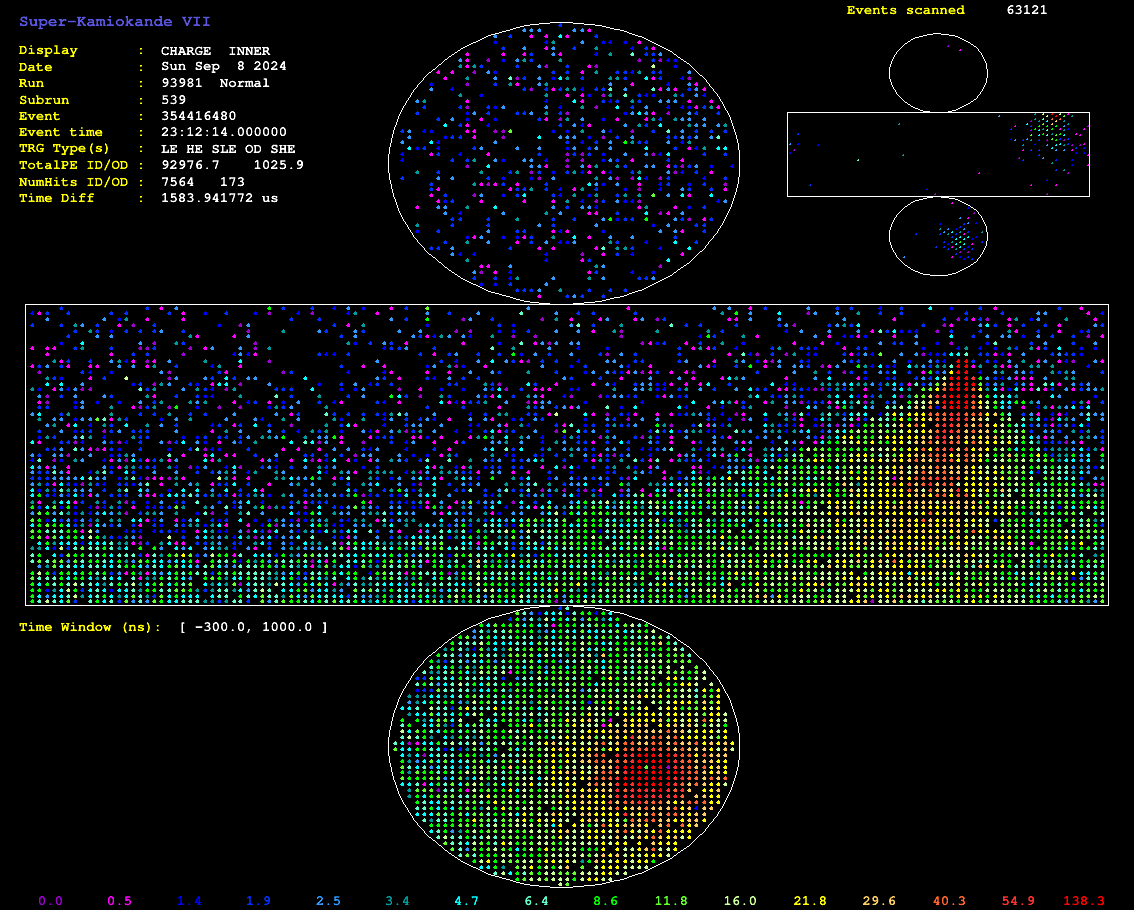 Super-Kamiokande VII
Display : CHARGE INNER
Date : Sun Sep 8 2024
Run : 93981 Normal
Subrun : 539
Event : 354416480
Event time : 23:12:14.000000
TRG Type(s) : LE HE SLE OD SHE
TotalPE ID/OD : 92976.7 1025.9
NumHits ID/OD : 7564 173
Time Diff : 1583.941772 us
Events scanned 63121
Time Window (ns): [ -300.0, 1000.0 ]
0.0 0.5 1.4 1.9 2.5 3.4 4.7 6.4 8.6 11.8 16.0 21.8 29.6 40.3 54.9 138.3